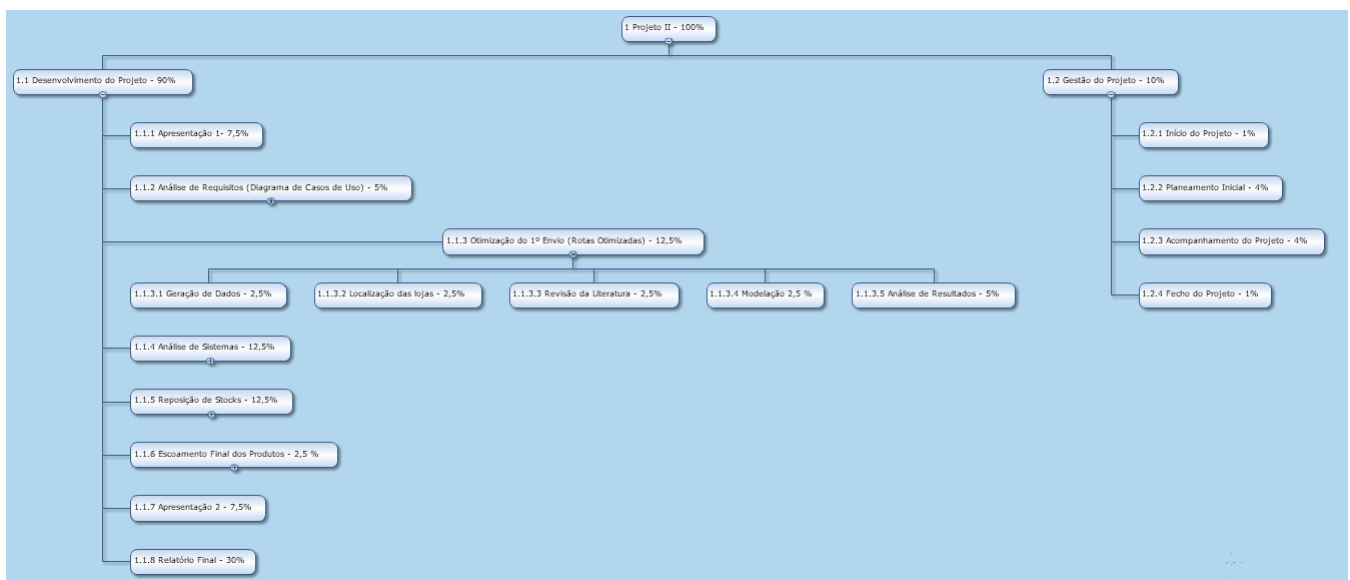 1 Projeto II - 100%
1.1 Desenvolvimento do Projeto - 90%
1.2 Gestão do Projeto - 10%
1.1.1 Apresentação 1- 7,5%
1.2.1 Início do Projeto - 1%
1.1.2 Análise de Requisitos (Diagrama de Casos de Uso) - 5%
1.2.2 Planeamento Inicial - 4%
1.1.3 Otimização do 1º Envio (Rotas Otimizadas) - 12,5%
1.2.3 Acompanhamento do Projeto - 4%
1.1.3.1 Geração de Dados - 2,5%
1.1.3.2 Localização das lojas - 2,5%
1.1.3.3 Revisão da Literatura - 2,5%
1.1.3.4 Modelação 2,5 %
1.1.3.5 Análise de Resultados - 5%
1.2.4 Fecho do Projeto - 1%
1.1.4 Análise de Sistemas - 12,5%
1.1.5 Reposição de Stocks - 12,5%
1.1.6 Escoamento Final dos Produtos - 2,5 %
1.1.7 Apresentação 2 - 7,5%
1.1.8 Relatório Final - 30%